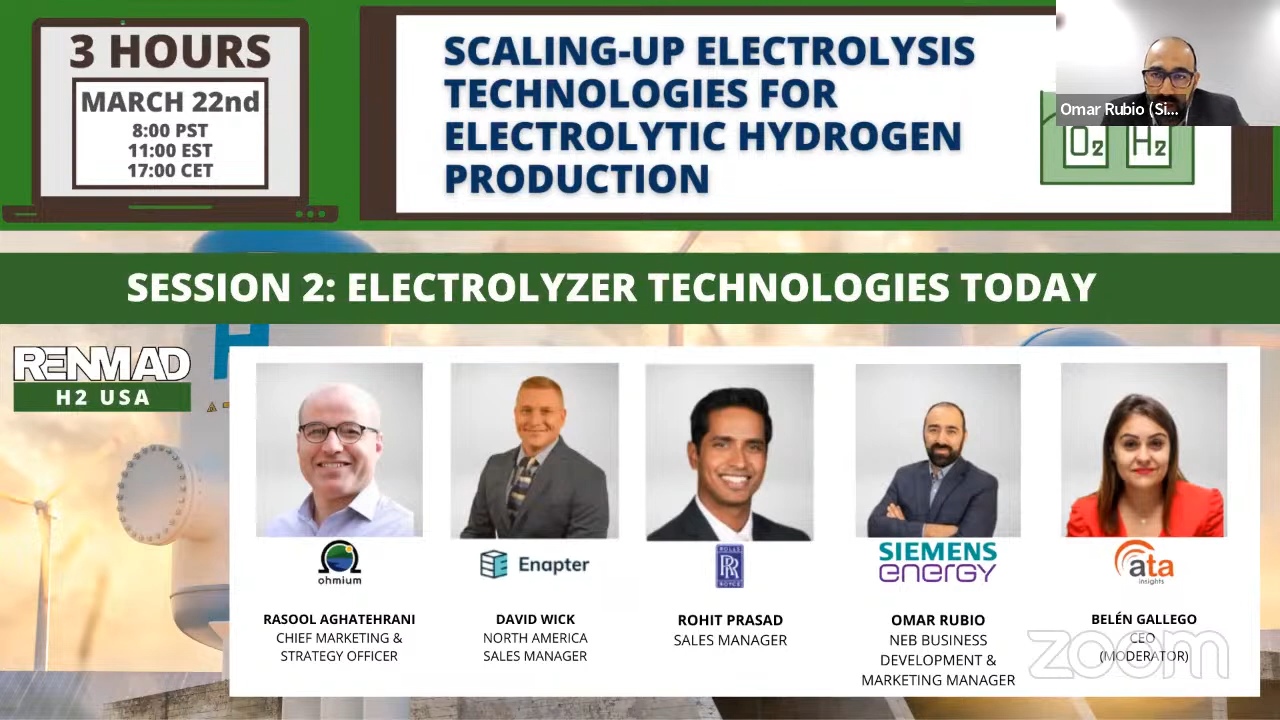 3 HOURS
MARCH 22nd
8:00 PST
11:00 EST
17:00 CET
SCALING-UP ELECTROLYSIS
TECHNOLOGIES FOR
ELECTROLYTIC HYDROGEN
PRODUCTION
Omar Rubio (Si...
O2 H2
SESSION 2: ELECTROLYZER TECHNOLOGIES TODAY
RENMAD
H2 USA
ohmium
Enapter
ROLLS
RR
ROYCE
SIEMENS
energy
ata
insights
RASOOL AGHATEHRANI
CHIEF MARKETING &
STRATEGY OFFICER
DAVID WICK
NORTH AMERICA
SALES MANAGER
ROHIT PRASAD
SALES MANAGER
OMAR RUBIO
NEB BUSINESS
DEVELOPMENT &
MARKETING MANAGER
BELÉN GALLEGO
CEO
(MODERATOR)
zoom